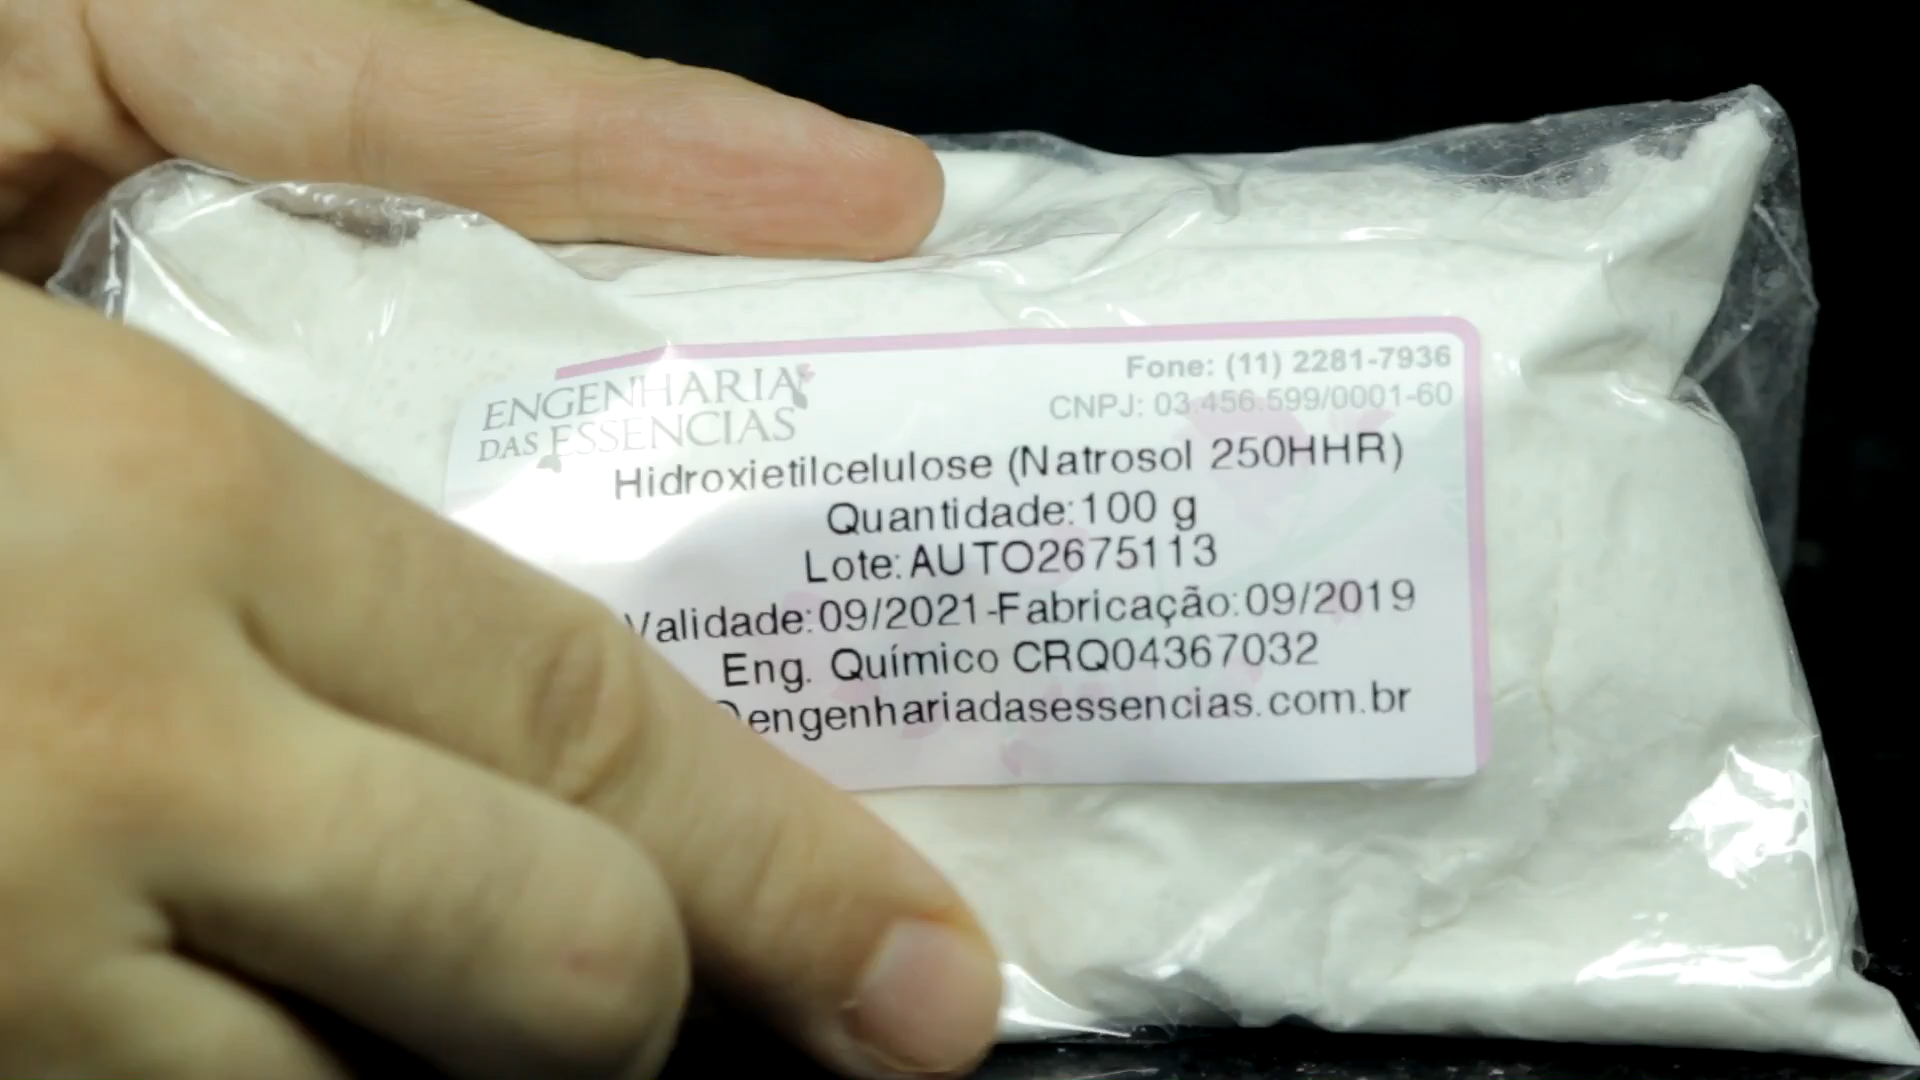 ENGENHARIA
DAS ESSENCIAS
Fone: (11) 2281-7936
CNPJ: 03.456.599/0001-60
Hidroxietilcelulose (Natrosol 250HHR)
Quantidade:100 g
Lote:AUTO2675113
Validade:09/2021-Fabricação:09/2019
Eng. Químico CRQ04367032
@engenhariadasessencias.com.br